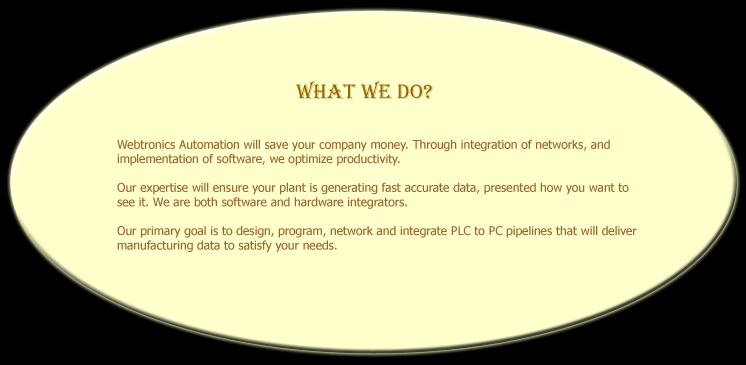 WHAT WE DO?
Webtronics Automation will save your company money. Through integration of networks, and
implementation of software, we optimize productivity.
Our expertise will ensure your plant is generating fast accurate data, presented how you want to
see it. We are both software and hardware integrators.
Our primary goal is to design, program, network and integrate PLC to PC pipelines that will deliver
manufacturing data to satisfy your needs.